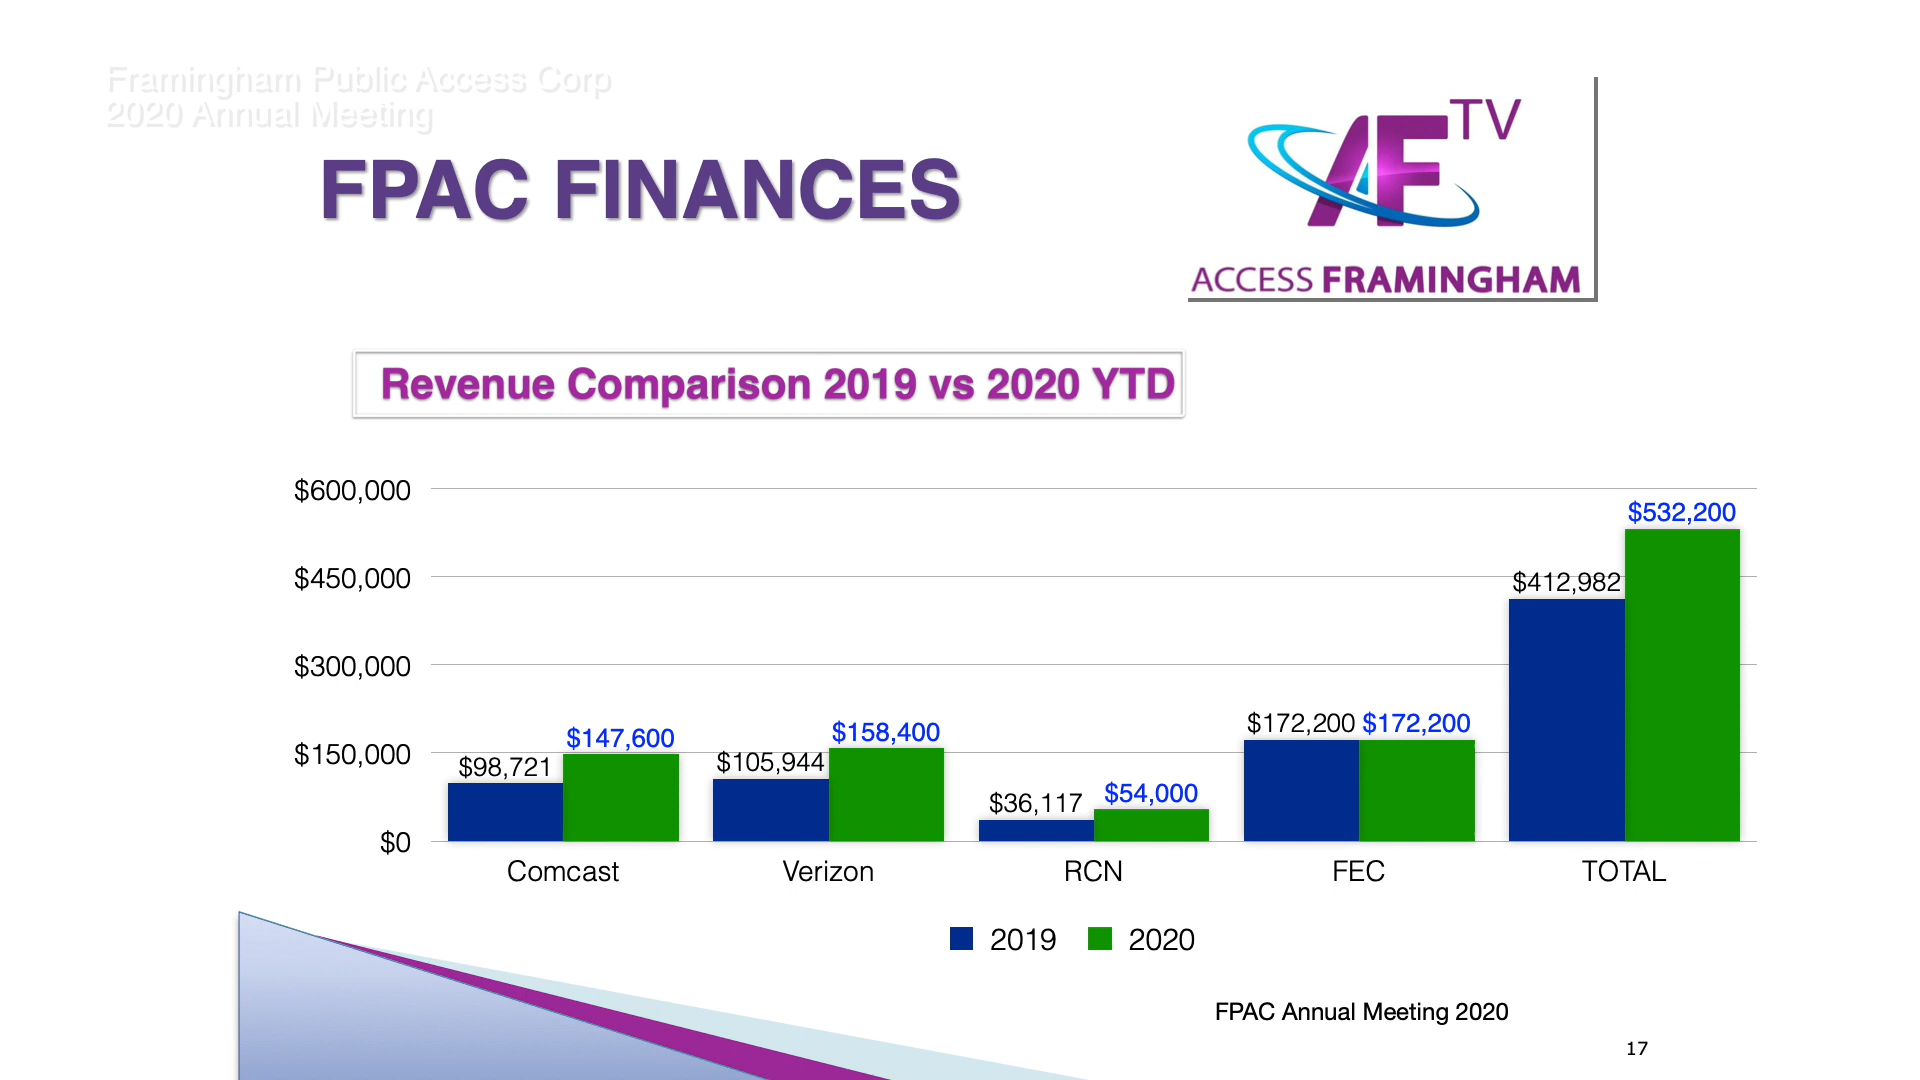 Framingham Public Access Corp
2020 Annual Meeting
FPAC FINANCES
AF TV
ACCESS FRAMINGHAM
Revenue Comparison 2019 vs 2020 YTD
$600,000
$450,000
$300,000
$150,000
$0
$98,721
$147,600
$105,944
$158,400
$36,117
$54,000
$172,200
$172,200
$412,982
$532,200
Comcast
Verizon
RCN
FEC
TOTAL
2019
2020
FPAC Annual Meeting 2020
17